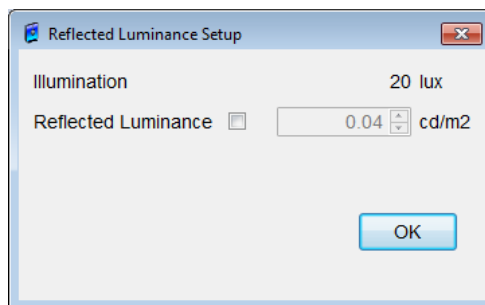 Reflected Luminance Setup
Illumination 20 lux
Reflected Luminance 0.04 cd/m2
OK